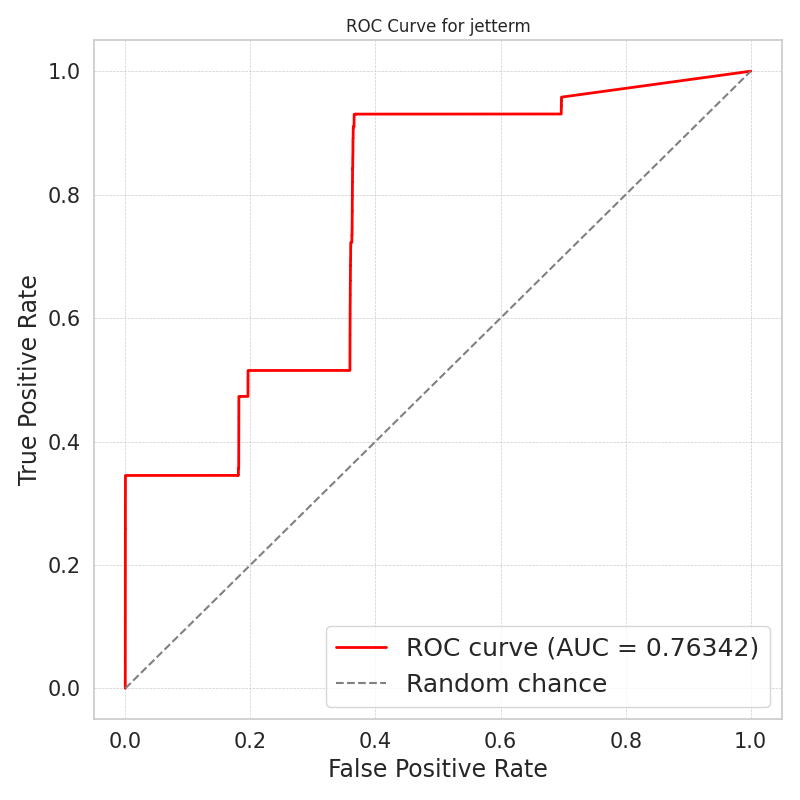 ROC Curve for jetterm
1.0
0.8
0.6
0.4
0.2
0.0
True Positive Rate
ROC curve (AUC = 0.76342)
Random chance
0.0 0.2 0.4 0.6 0.8 1.0
False Positive Rate